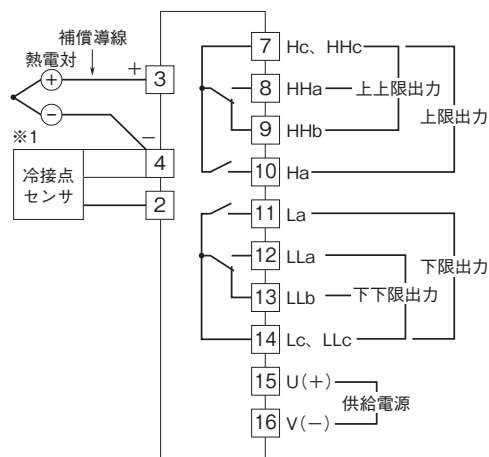 補償導線
熱電対
+
+
3
−
−
※1
4
冷接点
センサ
2
7 Hc、HHc
8 HHa 上上限出力
9 HHb
上限出力
10 Ha
11 La
12 LLa
下限出力
13 LLb 下下限出力
14 Lc、LLc
15 U(+)
供給電源
16 V(−)